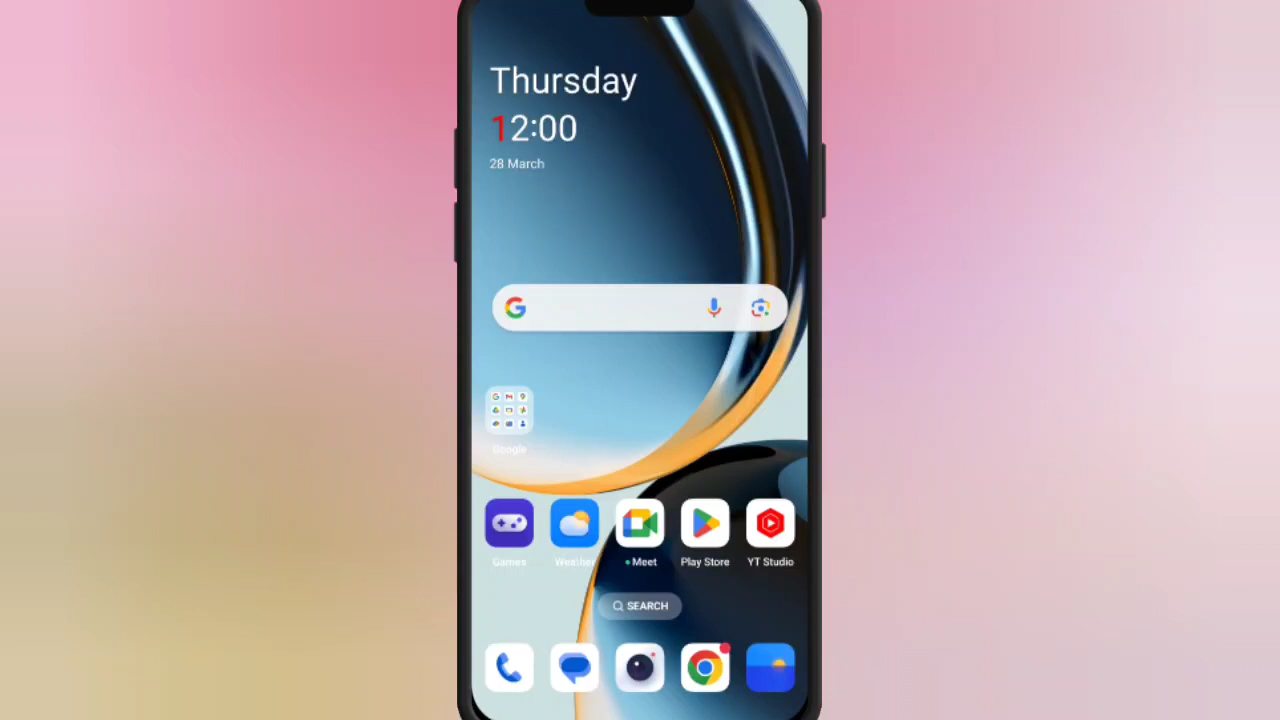 Thursday
12:00
28 March
Google
Games
Weather
Meet
Play Store
YT Studio
SEARCH